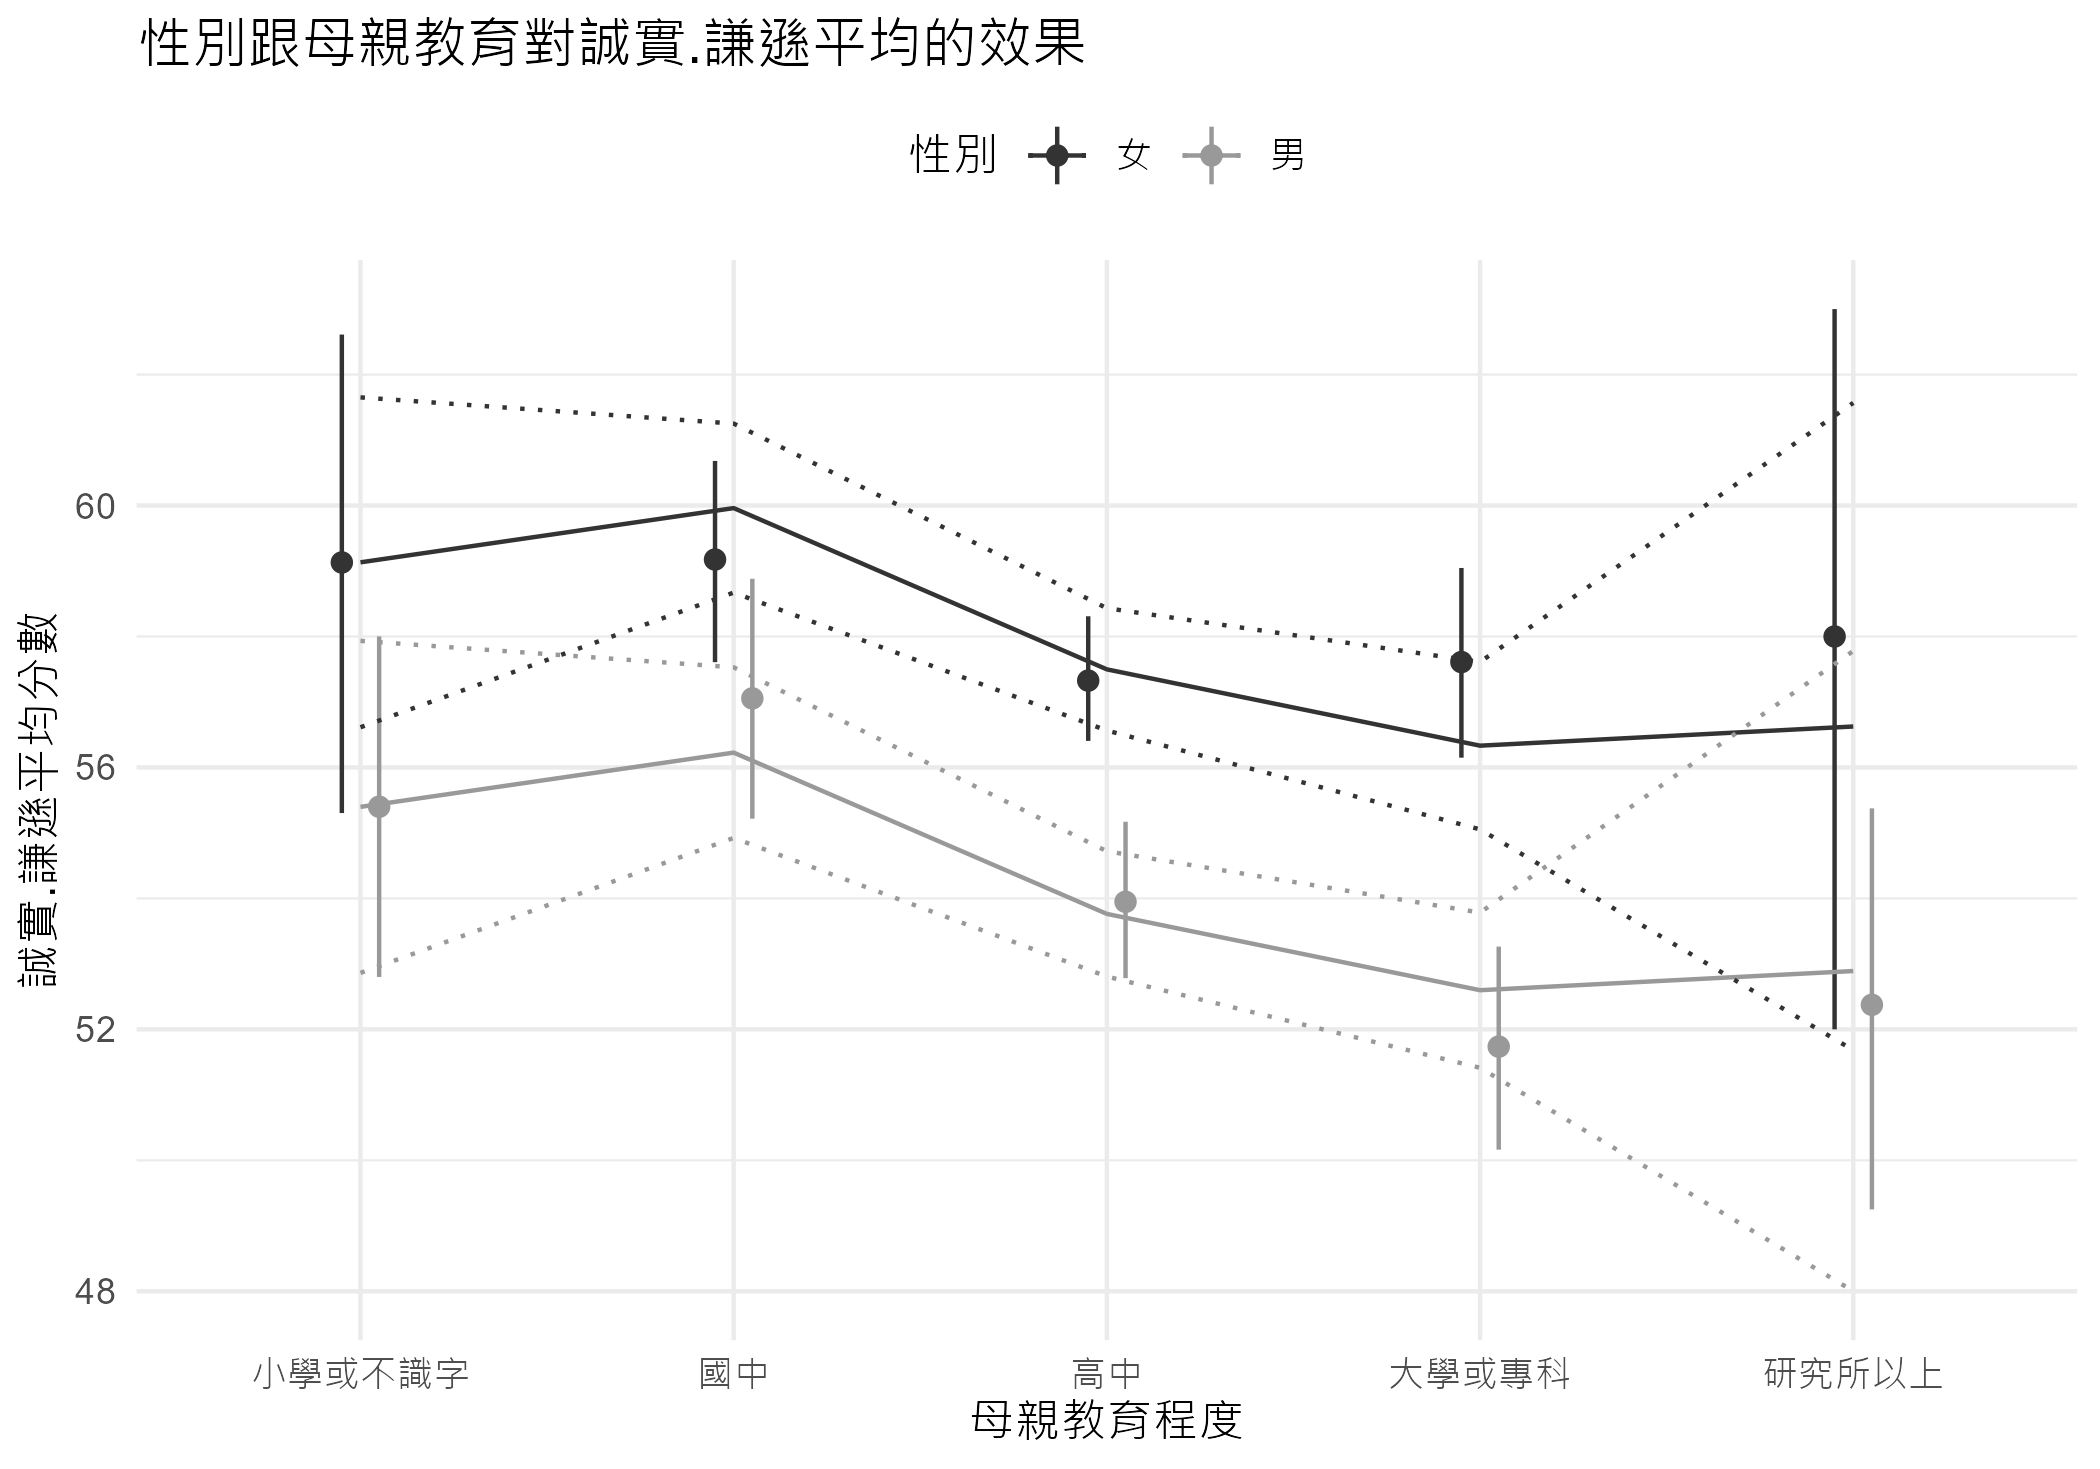 性別跟母親教育對誠實.謙遜平均的效果
性別 女 男
誠實.謙遜平均分數
60
56
52
48
小學或不識字 國中 高中 大學或專科 研究所以上
母親教育程度